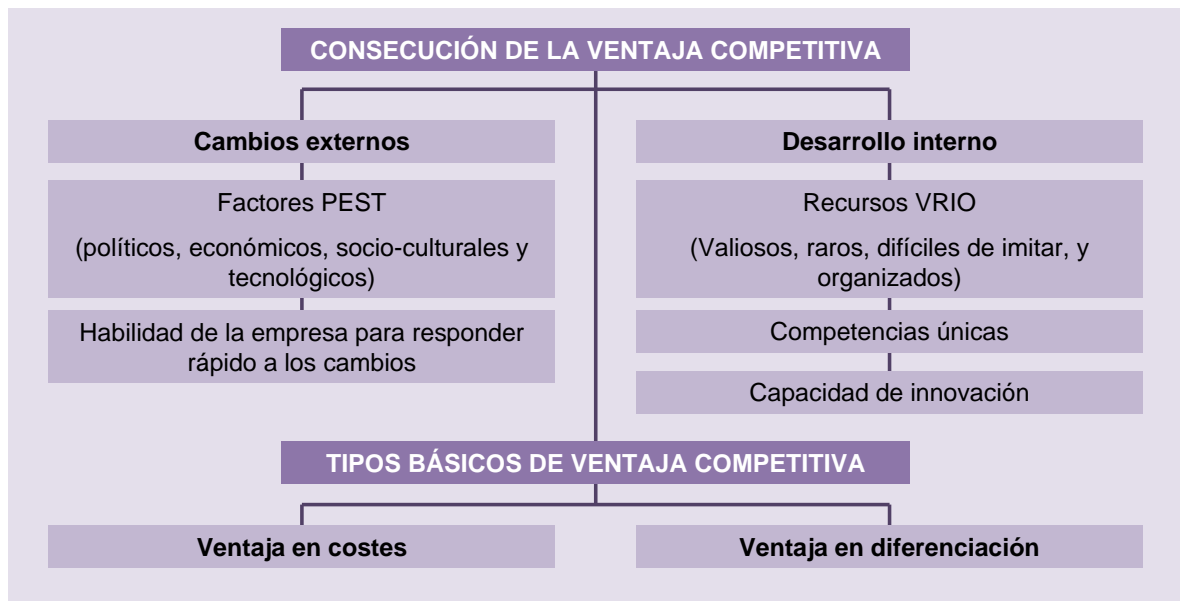 CONSECUCIÓN DE LA VENTAJA COMPETITIVA
Cambios externos
Factores PEST
(políticos, económicos, socio-culturales y
tecnológicos)
Habilidad de la empresa para responder
rápido a los cambios
Desarrollo interno
Recursos VRIO
(Valiosos, raros, difíciles de imitar, y
organizados)
Competencias únicas
Capacidad de innovación
TIPOS BÁSICOS DE VENTAJA COMPETITIVA
Ventaja en costes
Ventaja en diferenciación